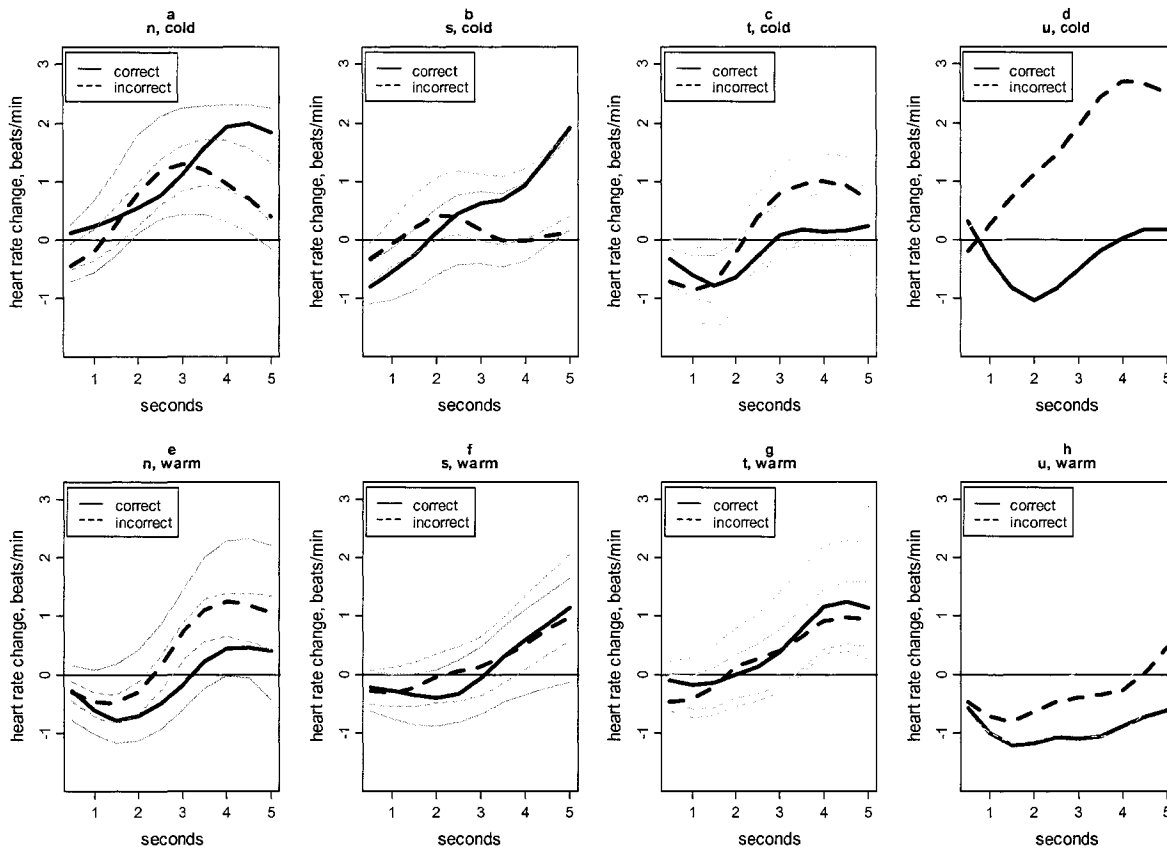 a
n, cold
3
2
1
0
-1
heart rate change, beats/min
correct
incorrect
1 2 3 4 5
seconds
b
s, cold
3
2
1
0
-1
heart rate change, beats/min
correct
incorrect
1 2 3 4 5
seconds
c
t, cold
3
2
1
0
-1
heart rate change, beats/min
correct
incorrect
1 2 3 4 5
seconds
d
u, cold
3
2
1
0
-1
heart rate change, beats/min
correct
incorrect
1 2 3 4 5
seconds
e
n, warm
3
2
1
0
-1
heart rate change, beats/min
correct
incorrect
1 2 3 4 5
seconds
f
s, warm
3
2
1
0
-1
heart rate change, beats/min
correct
incorrect
1 2 3 4 5
seconds
g
t, warm
3
2
1
0
-1
heart rate change, beats/min
correct
incorrect
1 2 3 4 5
seconds
h
u, warm
3
2
1
0
-1
heart rate change, beats/min
correct
incorrect
1 2 3 4 5
seconds